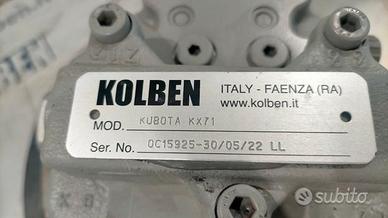 KOLBEN
ITALY - FAENZA (RA)
www.kolben.it
MOD. KUBOTA KX71
Ser. No. 0C15925-30/05/22 LL
subito